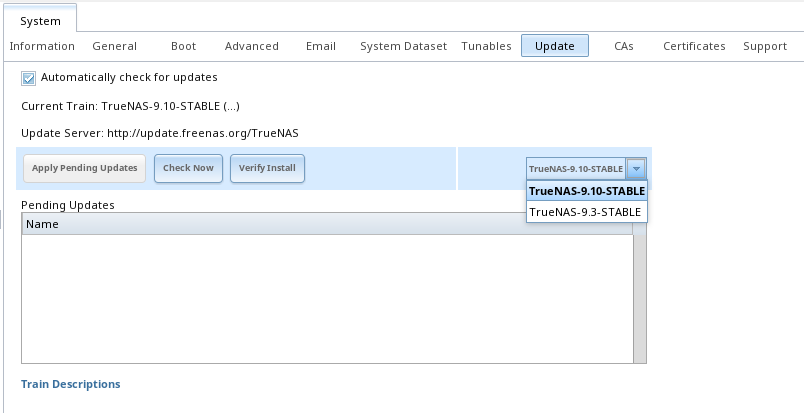 System
Information General Boot Advanced Email System Dataset Tunables Update CAs Certificates Support
Automatically check for updates
Current Train: TrueNAS-9.10-STABLE (...)
Update Server: http://update.freenas.org/TrueNAS
Apply Pending Updates Check Now Verify Install TrueNAS-9.10-STABLE
TrueNAS-9.10-STABLE
TrueNAS-9.3-STABLE
Pending Updates
Name
Train Descriptions